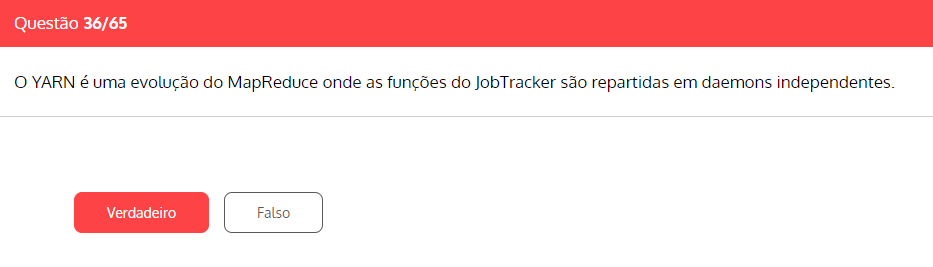 Questão 36/65
O YARN é uma evolução do MapReduce onde as funções do JobTracker são repartidas em daemons independentes.
Verdadeiro
Falso